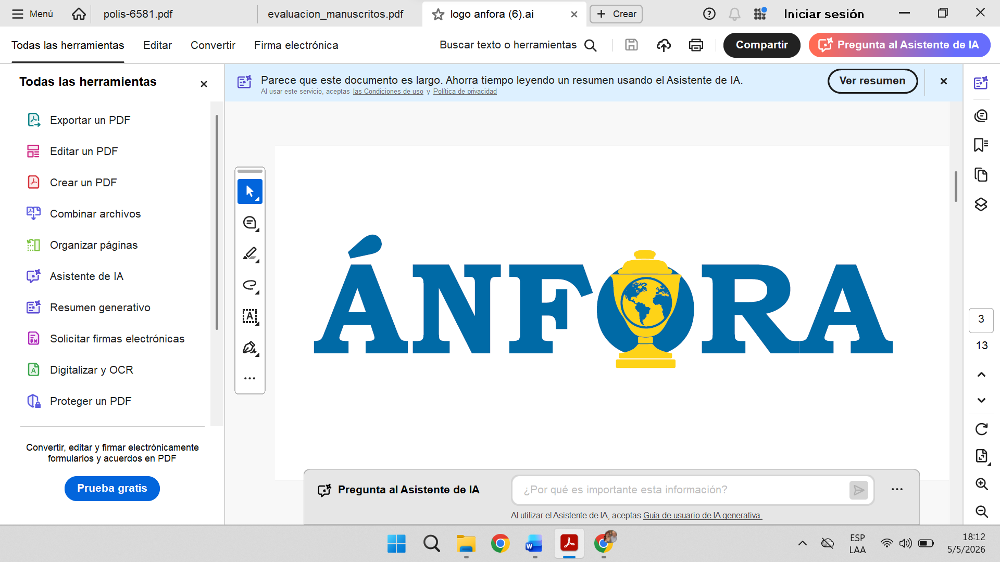 Menú
polis-6581.pdf
evaluacion_manuscritos.pdf
logo anfora (6).ai
Crear
Iniciar sesión
Todas las herramientas
Editar
Convertir
Firma electrónica
Buscar texto o herramientas
Compartir
Pregunta al Asistente de IA
Todas las herramientas
Exportar un PDF
Editar un PDF
Crear un PDF
Combinar archivos
Organizar páginas
Asistente de IA
Resumen generativo
Solicitar firmas electrónicas
Digitalizar y OCR
Proteger un PDF
Convertir, editar y firmar electrónicamente
formularios y acuerdos en PDF
Prueba gratis
Parece que este documento es largo. Ahorra tiempo leyendo un resumen usando el Asistente de IA.
Al usar este servicio, aceptas las Condiciones de uso y Política de privacidad
Ver resumen
ÁNFORA
Pregunta al Asistente de IA
¿Por qué es importante esta información?
Al utilizar el Asistente de IA, aceptas Guía de usuario de IA generativa.
3
13
ESP
LAA
18:12
5/5/2026